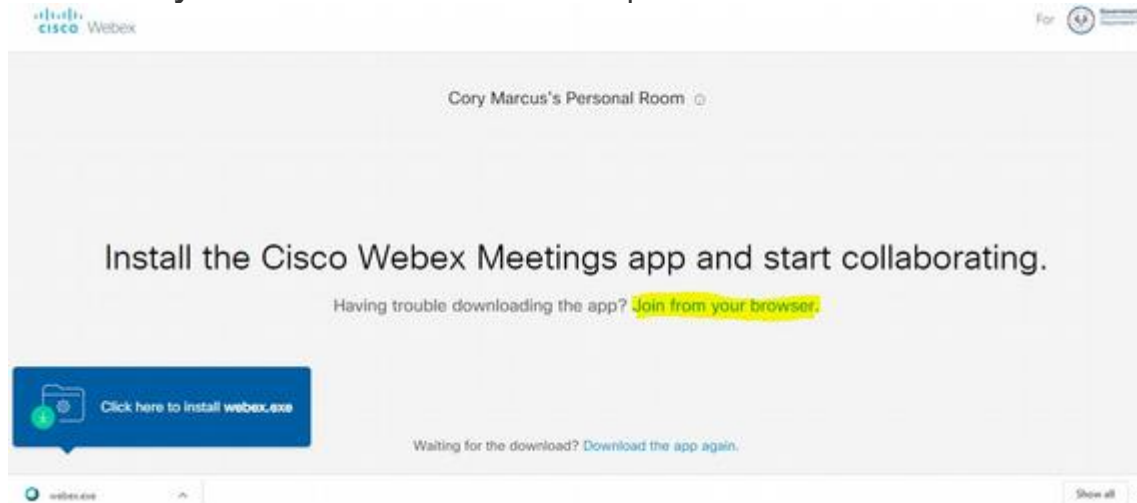 CISCO Webex
For
Cory Marcus's Personal Room
Install the Cisco Webex Meetings app and start collaborating.
Having trouble downloading the app? Join from your browser.
Click here to install webex.exe
Waiting for the download? Download the app again.
webex.exe
Show all